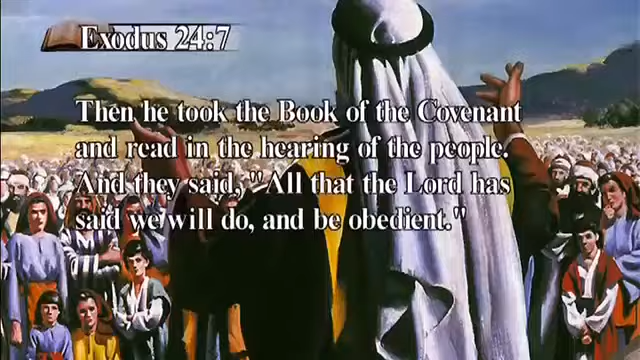 Exodus 24:7
Then he took the Book of the Covenant
and read in the hearing of the people.
And they said, "All that the Lord has
said we will do, and be obedient."